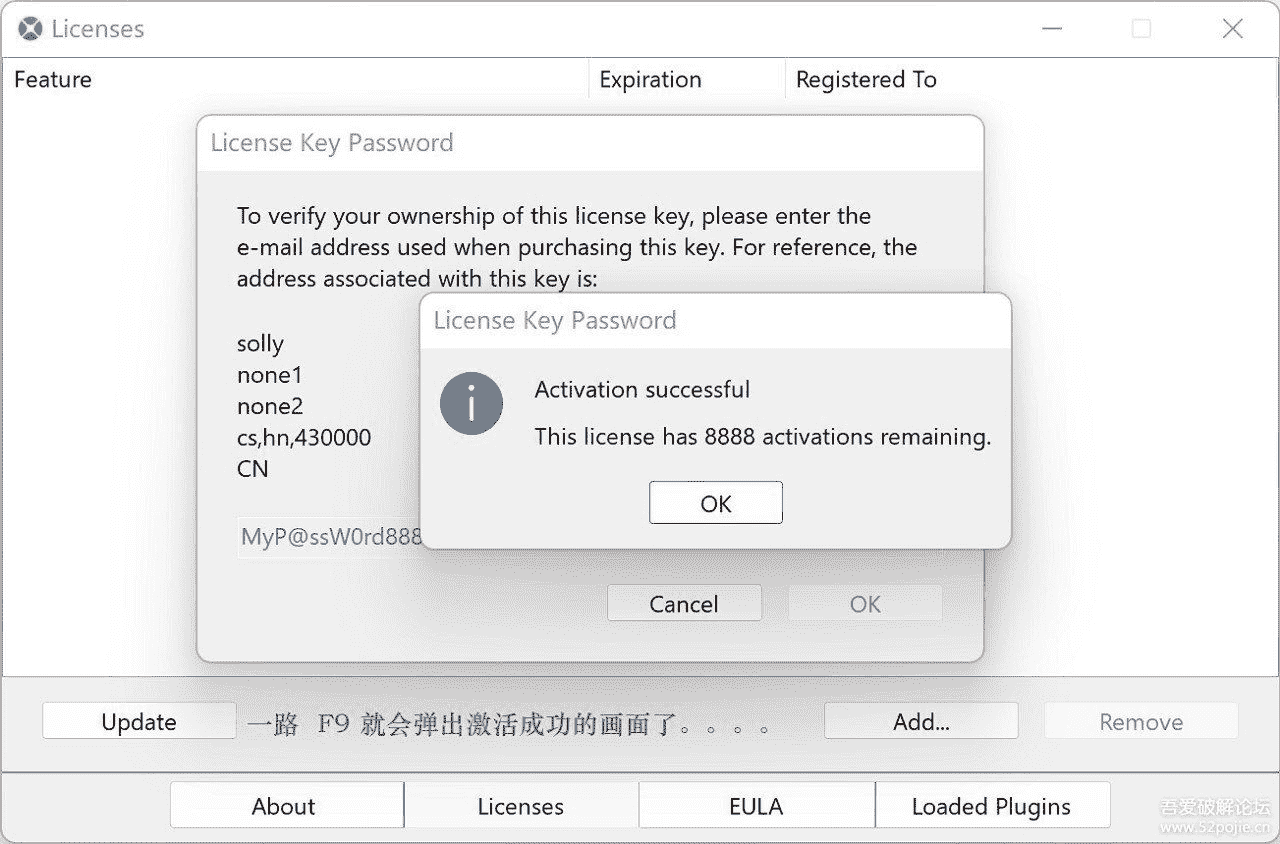 Licenses
Feature Expiration Registered To
License Key Password
To verify your ownership of this license key, please enter the
e-mail address used when purchasing this key. For reference, the
address associated with this key is:
solly
none1
none2
cs,hn,430000
CN
MyP@ssW0rd888
License Key Password
Activation successful
This license has 8888 activations remaining.
OK
Cancel OK
Update 一路 F9 就会弹出激活成功的画面了。。。。 Add... Remove
About Licenses EULA Loaded Plugins
吾爱破解论坛
www.52pojie.cn